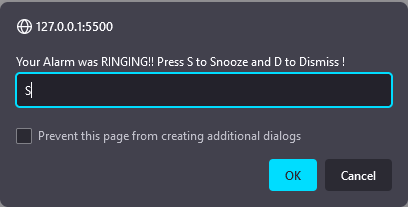 127.0.0.1:5500
Your Alarm was RINGING!! Press S to Snooze and D to Dismiss !
S
Prevent this page from creating additional dialogs
OK Cancel